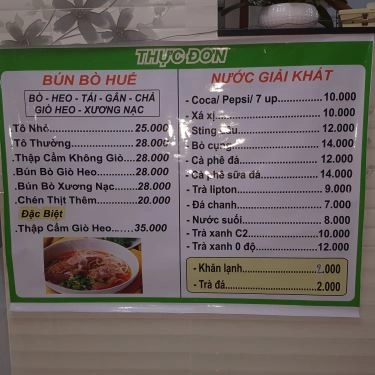 THỰC ĐƠN
BÚN BÒ HUẾ
BÒ - HEO - TÁI - GÂN - CHẢ
GIÒ HEO - XƯƠNG NẠC
Tô Nhỏ 25.000
Tô Thường 28.000
.Thập Cẩm Không Giò 28.000
.Bún Bò Giò Heo 28.000
.Bún Bò Xương Nạc 28.000
.Chén Thịt Thêm 20.000
Đặc Biệt
.Thập Cẩm Giò Heo 35.000
NƯỚC GIẢI KHÁT
- Coca/ Pepsi/ 7 up 10.000
- Xá xị 10.000
- Sting dâu 12.000
- Bò cụng 14.000
- Cà phê đá 12.000
- Cà phê sữa đá 14.000
- Trà lipton 9.000
- Đá chanh 7.000
- Nước suối 8.000
- Trà xanh C2 10.000
- Trà xanh 0 độ 12.000
- Khăn lạnh .000
- Trà đá 2.000